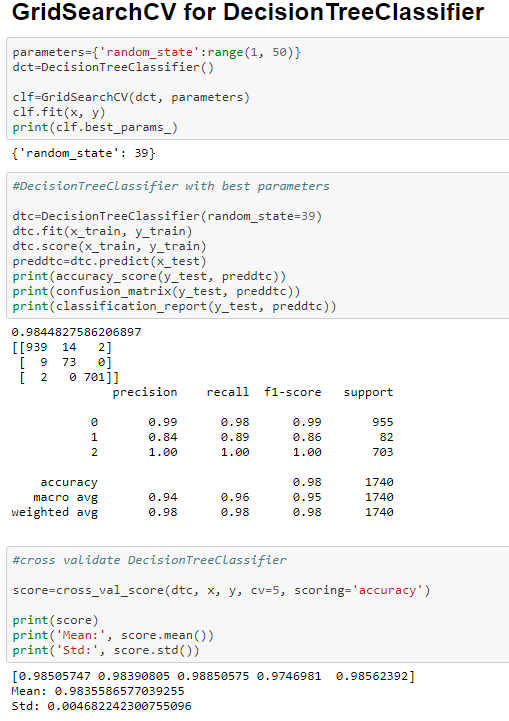 GridSearchCV for DecisionTreeClassifier
parameters={'random_state':range(1, 50)}
dct=DecisionTreeClassifier()
clf=GridSearchCV(dct, parameters)
clf.fit(x, y)
print(clf.best_params_)
{'random_state': 39}
#DecisionTreeClassifier with best parameters
dtc=DecisionTreeClassifier(random_state=39)
dtc.fit(x_train, y_train)
dtc.score(x_train, y_train)
preddtc=dtc.predict(x_test)
print(accuracy_score(y_test, preddtc))
print(confusion_matrix(y_test, preddtc))
print(classification_report(y_test, preddtc))
0.9844827586206897
[[939  14   2]
 [  9  73   0]
 [  2   0 701]]
              precision    recall  f1-score   support
           0       0.99      0.98      0.99       955
           1       0.84      0.89      0.86        82
           2       1.00      1.00      1.00       703
    accuracy                           0.98      1740
   macro avg       0.94      0.96      0.95      1740
weighted avg       0.98      0.98      0.98      1740
#cross validate DecisionTreeClassifier
score=cross_val_score(dtc, x, y, cv=5, scoring='accuracy')
print(score)
print('Mean:', score.mean())
print('Std:', score.std())
[0.98505747 0.98390805 0.98850575 0.9746981  0.98562392]
Mean: 0.9835586577039255
Std: 0.004682242300755096